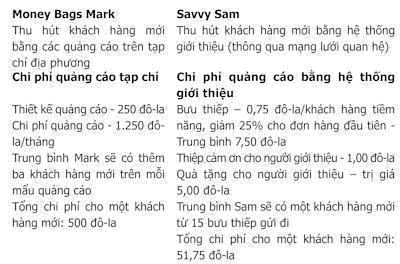 Money Bags Mark
Thu hút khách hàng mới
bằng các quảng cáo trên tạp
chí địa phương
Chi phí quảng cáo tạp chí
Thiết kế quảng cáo - 250 đô-la
Chi phí quảng cáo - 1.250 đô-
la/tháng
Trung bình Mark sẽ có thêm
ba khách hàng mới trên mỗi
mẩu quảng cáo
Tổng chi phí cho một khách
hàng mới: 500 đô-la
Savvy Sam
Thu hút khách hàng mới bằng hệ thống
giới thiệu (thông qua mạng lưới quan hệ)
Chi phí quảng cáo bằng hệ thống
giới thiệu
Bưu thiếp – 0,75 đô-la/khách hàng tiềm
năng, giảm 25% cho đơn hàng đầu tiên -
Trung bình 7,50 đô-la
Thiệp cảm ơn cho người giới thiệu - 1,00 đô-la
Quà tặng cho người giới thiệu – trị giá
5,00 đô-la
Trung bình Sam sẽ có một khách hàng mới
từ 15 bưu thiếp gửi đi
Tổng chi phí cho một khách hàng mới:
51,75 đô-la